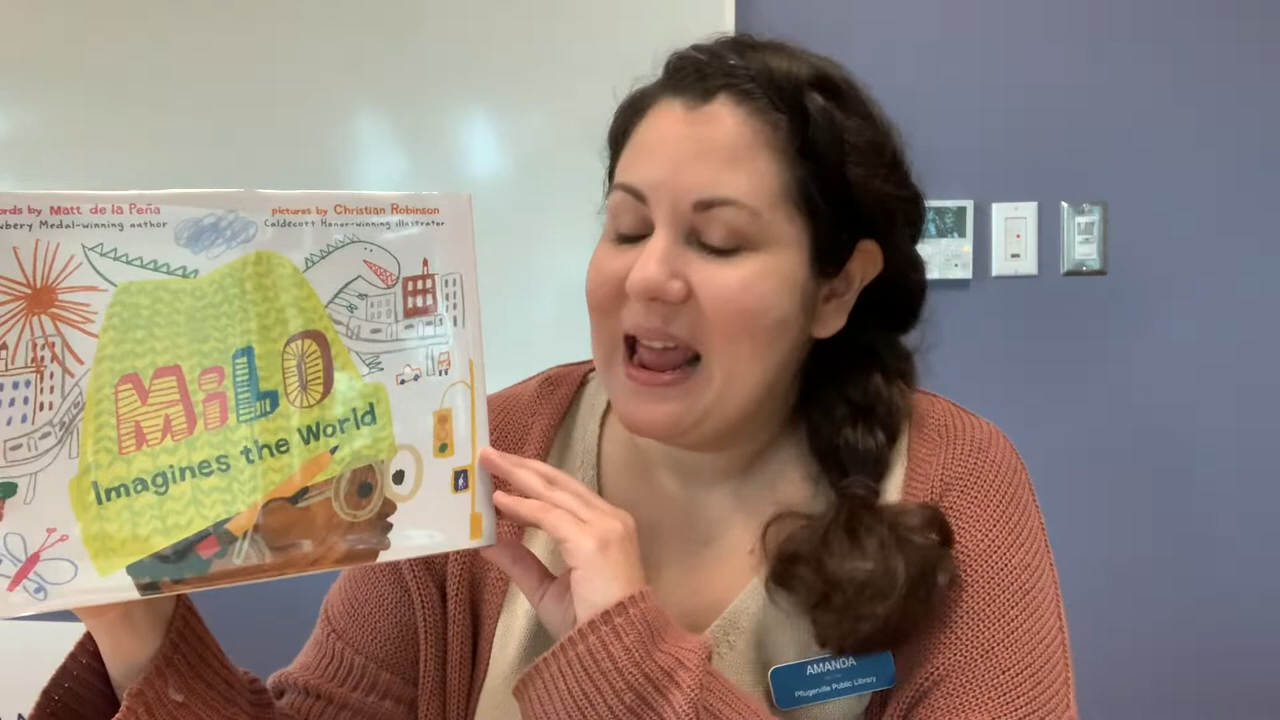 ords by Matt de la Peña
wbery Medal-winning author
pictures by Christian Robinson
Caldecott Honor-winning illustrator
MiLO
Imagines the World
AMANDA
Pflugerville Public Library